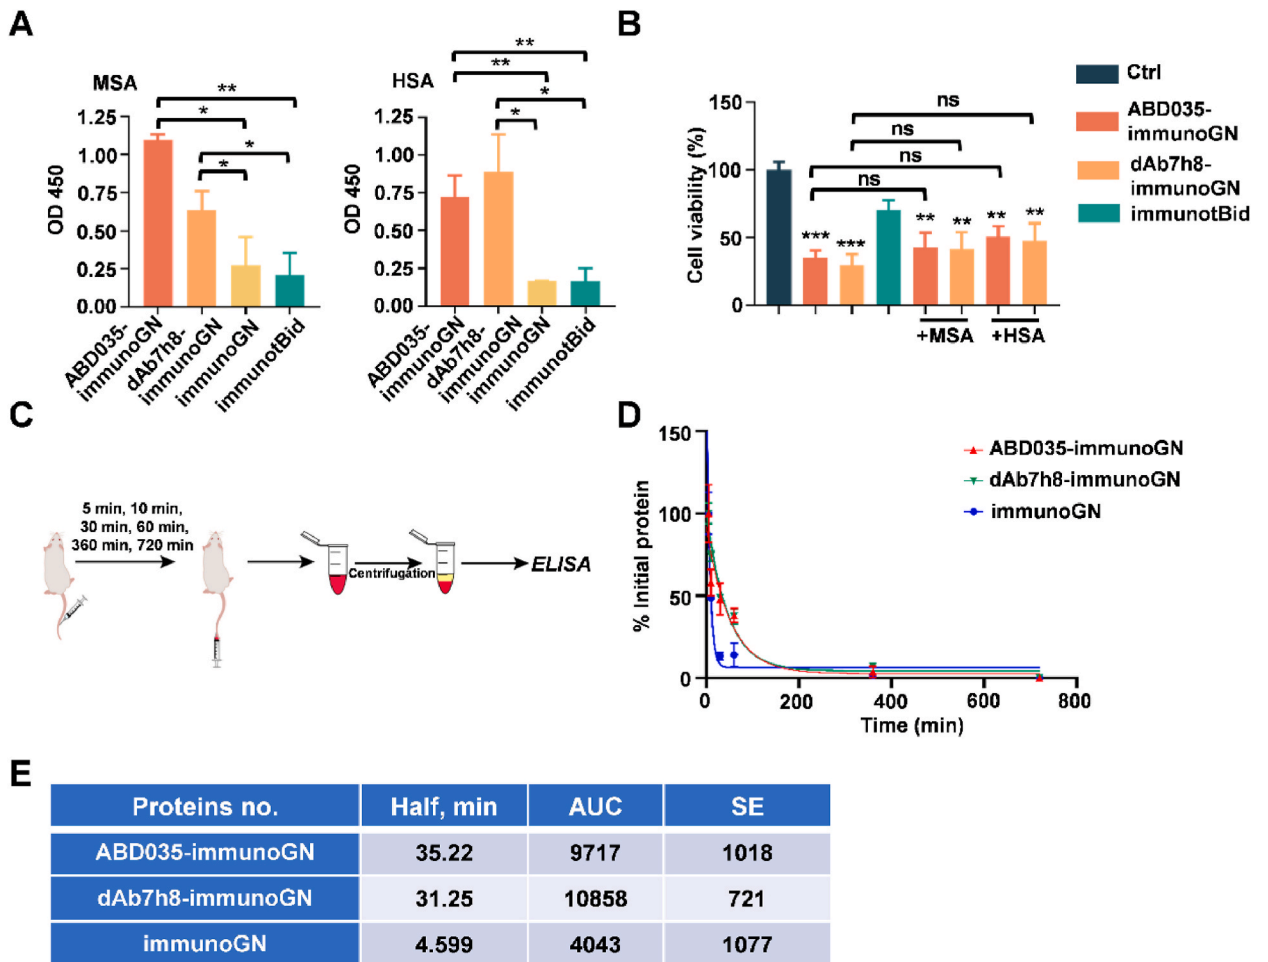 A
MSA
**
*
*
*
OD 450
1.25
1.00
0.75
0.50
0.25
0.00
ABD035-
immunoGN
dAb7h8-
immunoGN
immunoGN
immunotBid
HSA
**
**
*
*
OD 450
1.25
1.00
0.75
0.50
0.25
0.00
ABD035-
immunoGN
dAb7h8-
immunoGN
immunoGN
immunotBid
B
Cell viability (%)
150
100
50
0
ns
ns
ns
ns
*** *** ** ** ** **
+MSA +HSA
Ctrl
ABD035-
immunoGN
dAb7h8-
immunoGN
immunotBid
C
5 min, 10 min,
30 min, 60 min,
360 min, 720 min
Centrifugation
ELISA
D
% Initial protein
150
100
50
0
0 200 400 600 800
Time (min)
ABD035-immunoGN
dAb7h8-immunoGN
immunoGN
E
Proteins no. Half, min AUC SE
ABD035-immunoGN 35.22 9717 1018
dAb7h8-immunoGN 31.25 10858 721
immunoGN 4.599 4043 1077